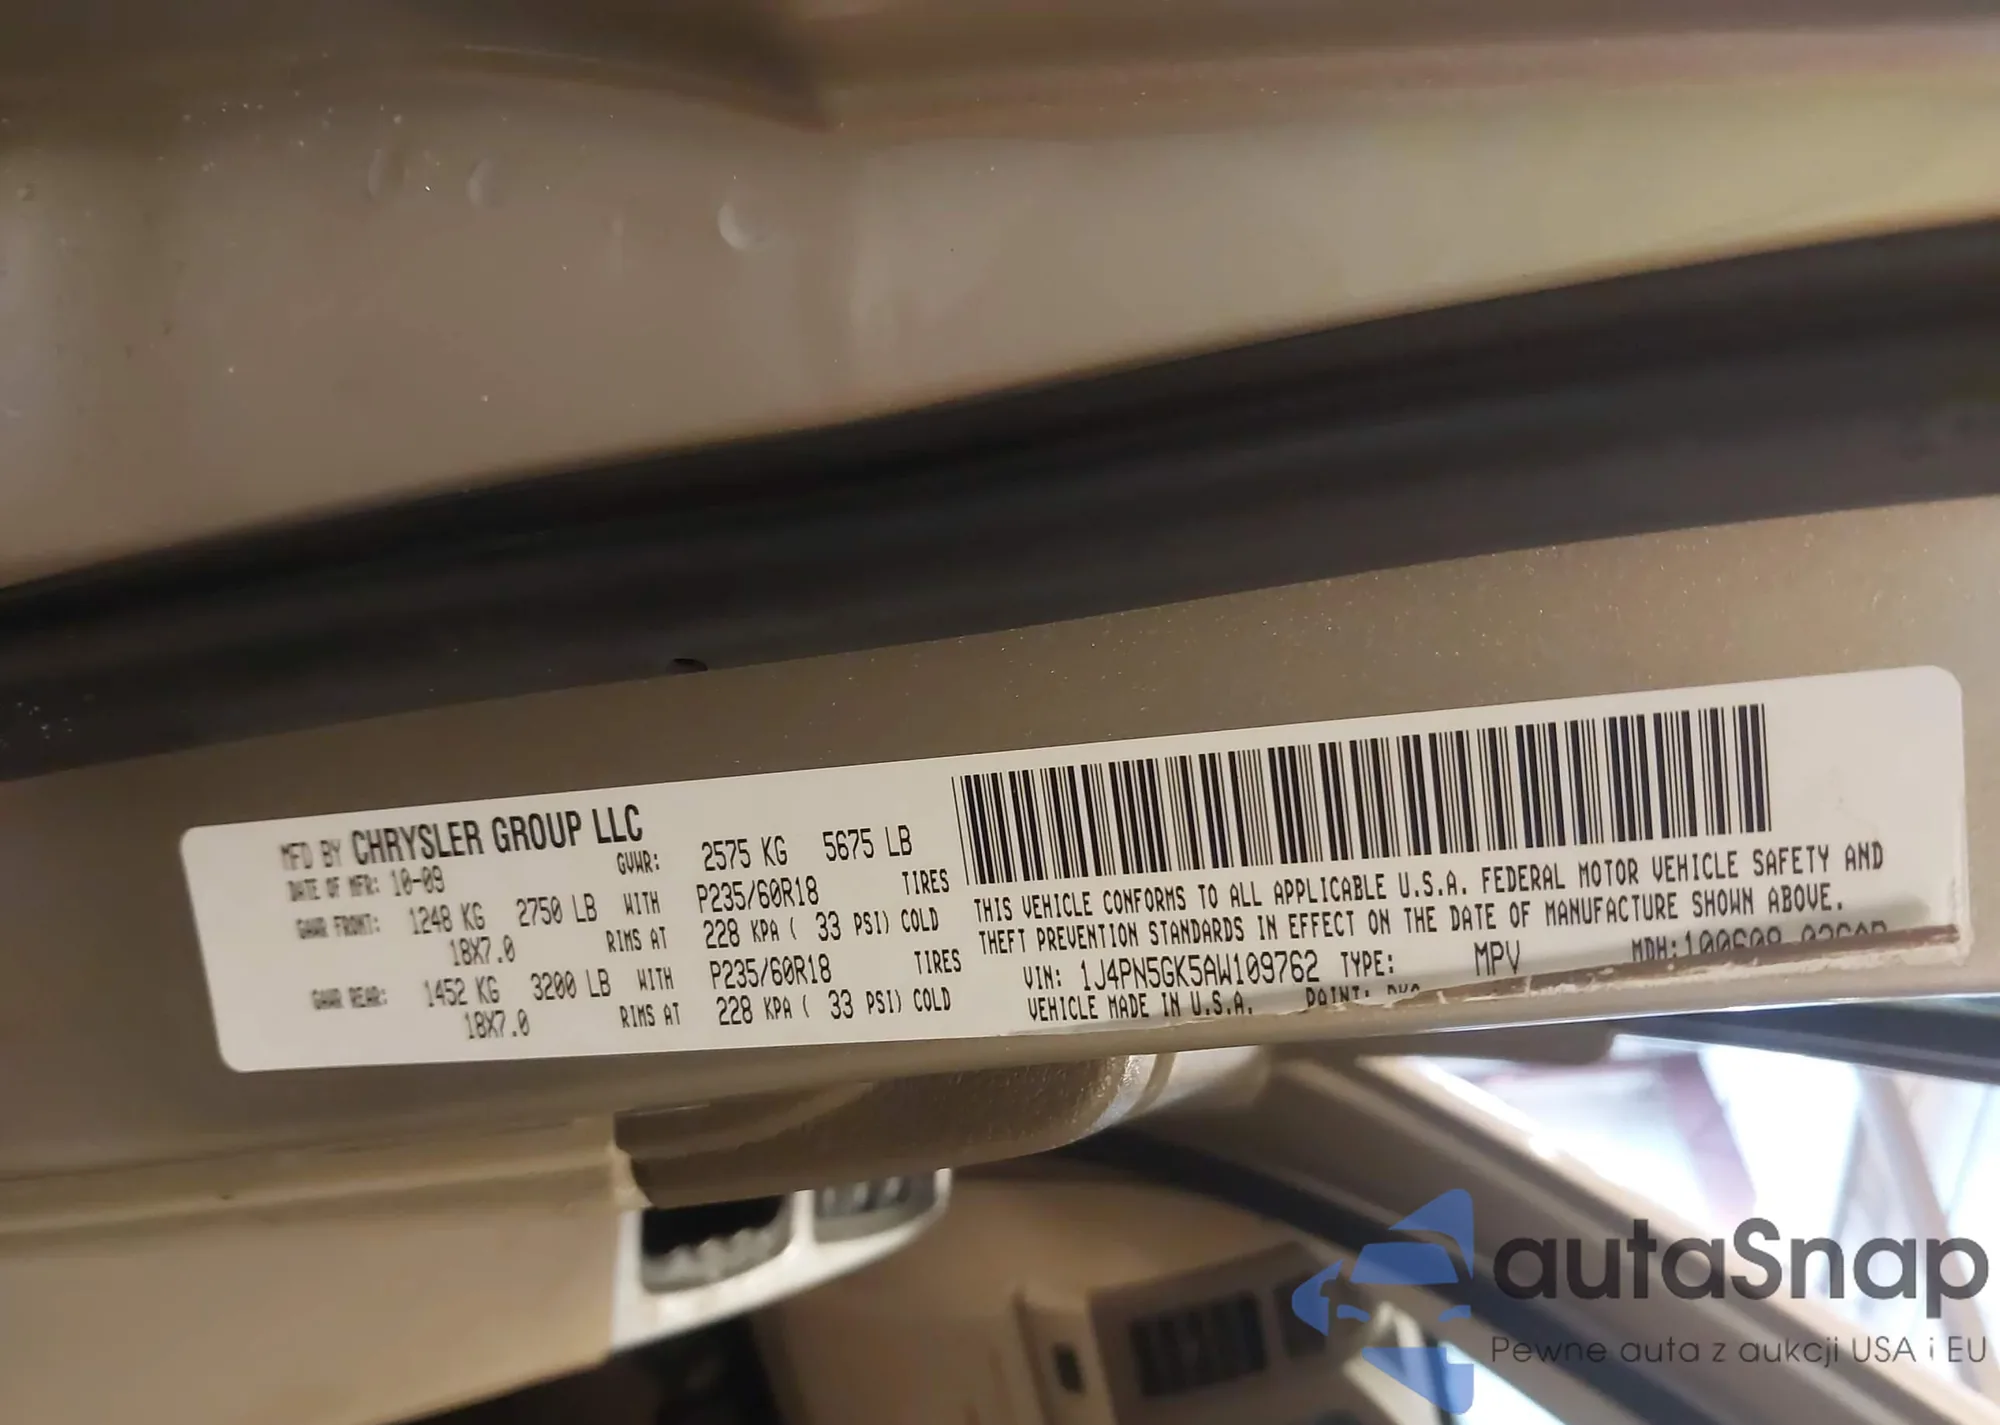 MFD BY CHRYSLER GROUP LLC
DATE OF MFR: 10-09 GVWR: 2575 KG 5675 LB
GAWR FRONT: 1248 KG 2750 LB WITH P235/60R18 TIRES
18X7.0 RIMS AT 228 KPA ( 33 PSI) COLD
GAWR REAR: 1452 KG 3200 LB WITH P235/60R18 TIRES
18X7.0 RIMS AT 228 KPA ( 33 PSI) COLD
THIS VEHICLE CONFORMS TO ALL APPLICABLE U.S.A. FEDERAL MOTOR VEHICLE SAFETY AND
THEFT PREVENTION STANDARDS IN EFFECT ON THE DATE OF MANUFACTURE SHOWN ABOVE.
VIN: 1J4PN5GK5AW109762 TYPE: MPV MDH:
VEHICLE MADE IN U.S.A. PAINT:
autaSnap
Pewne auta z aukcji USA i EU